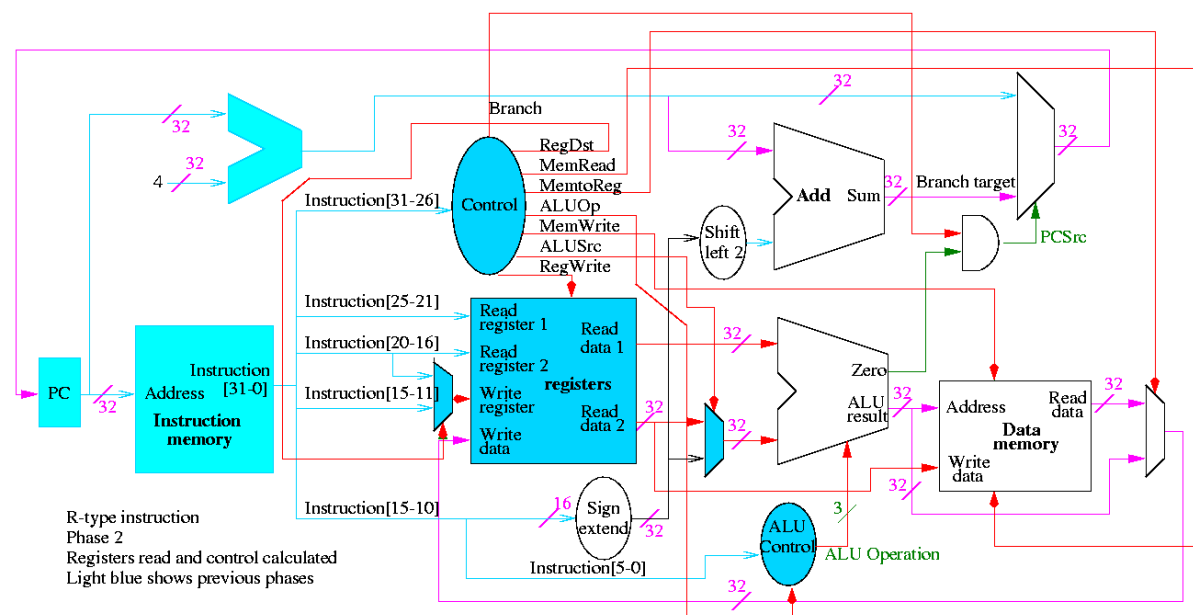 32
32
4
32
32
32
Branch
RegDst
MemRead
MemtoReg
ALUOp
MemWrite
ALUSrc
RegWrite
Control
Instruction[31-26]
32
Add
Sum
32
Branch target
Shift
left 2
PCSrc
Instruction[25-21]
Instruction[20-16]
Instruction[15-11]
Read
register 1
Read
register 2
Write
register
Write
data
registers
Read
data 1
Read
data 2
32
32
32
Zero
ALU
result
32
32
Address
Read
data
Data
memory
Write
data
32
PC
32
Instruction
[31-0]
Address
Instruction
memory
Instruction[15-10]
16
Sign
extend
32
Instruction[5-0]
ALU
Control
3
ALU Operation
32
R-type instruction
Phase 2
Registers read and control calculated
Light blue shows previous phases